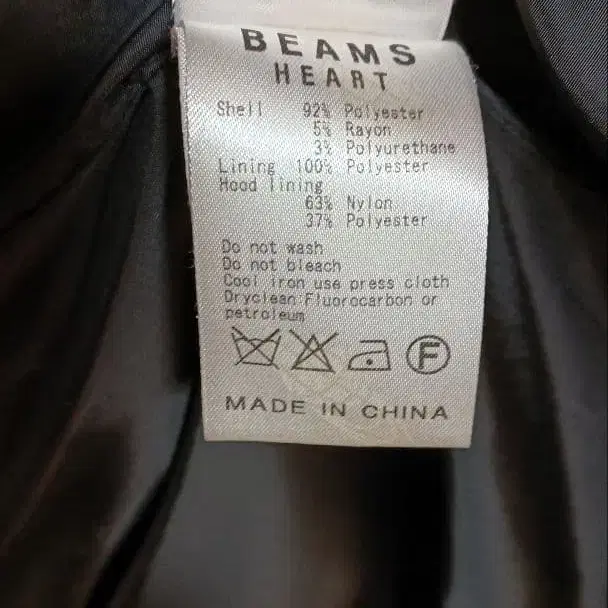 BEAMS
HEART
Shell 92% Polyester
5% Rayon
3% Polyurethane
Lining 100% Polyester
Hood lining
63% Nylon
37% Polyester
Do not wash
Do not bleach
Cool iron use press cloth
Dryclean Fluorocarbon or
petroleum
F
MADE IN CHINA